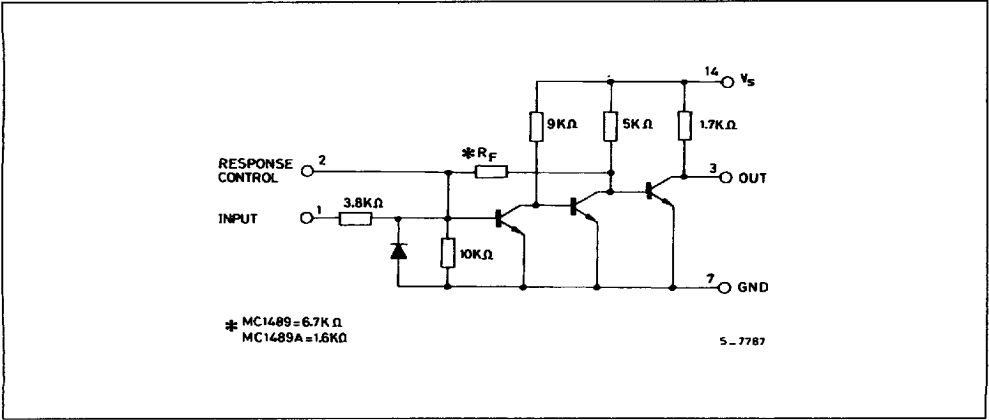 14 Vs
9KΩ 5KΩ 1.7KΩ
*RF
RESPONSE
CONTROL 2
3 OUT
INPUT 1 3.8KΩ
10KΩ
7 GND
* MC1489=6.7KΩ
MC1489A=1.6KΩ
S_7787